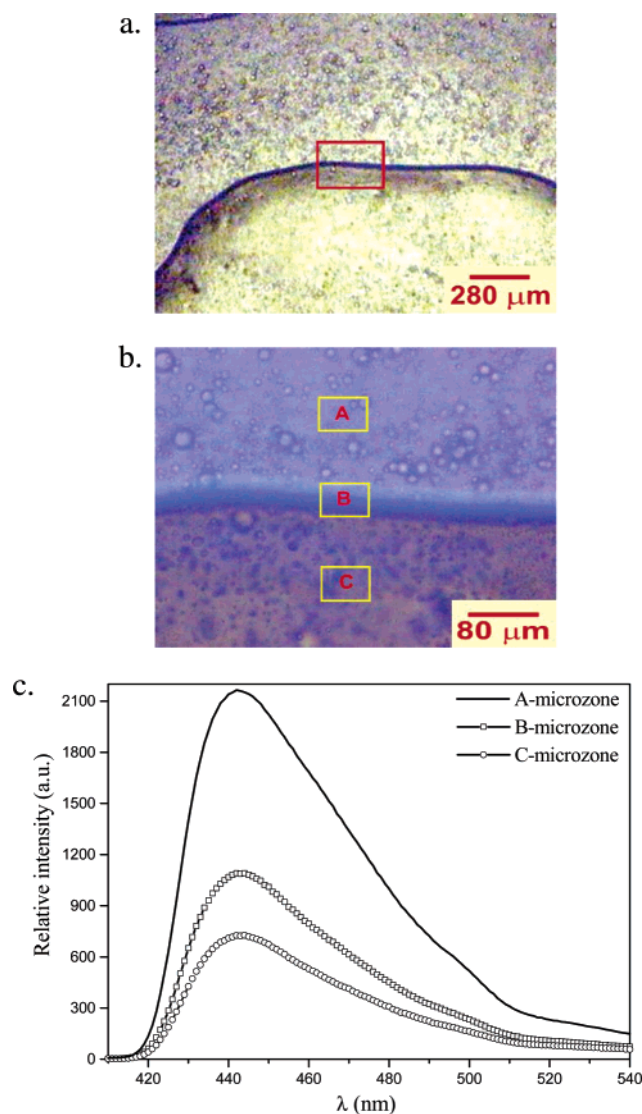 a.
280 μm
b.
A
B
C
80 μm
c.
A-microzone
B-microzone
C-microzone
Relative intensity (a.u.)
2100
1800
1500
1200
900
600
300
0
420 440 460 480 500 520 540
λ (nm)